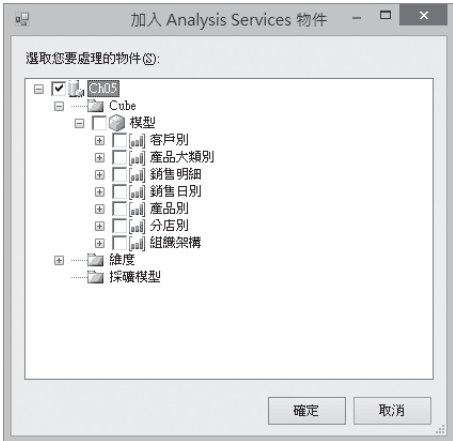 加入 Analysis Services 物件
選取您要處理的物件(S):
Ch05
Cube
模型
客戶別
產品大類別
銷售明細
銷售日別
產品別
分店別
組織架構
維度
採礦模型
確定 取消